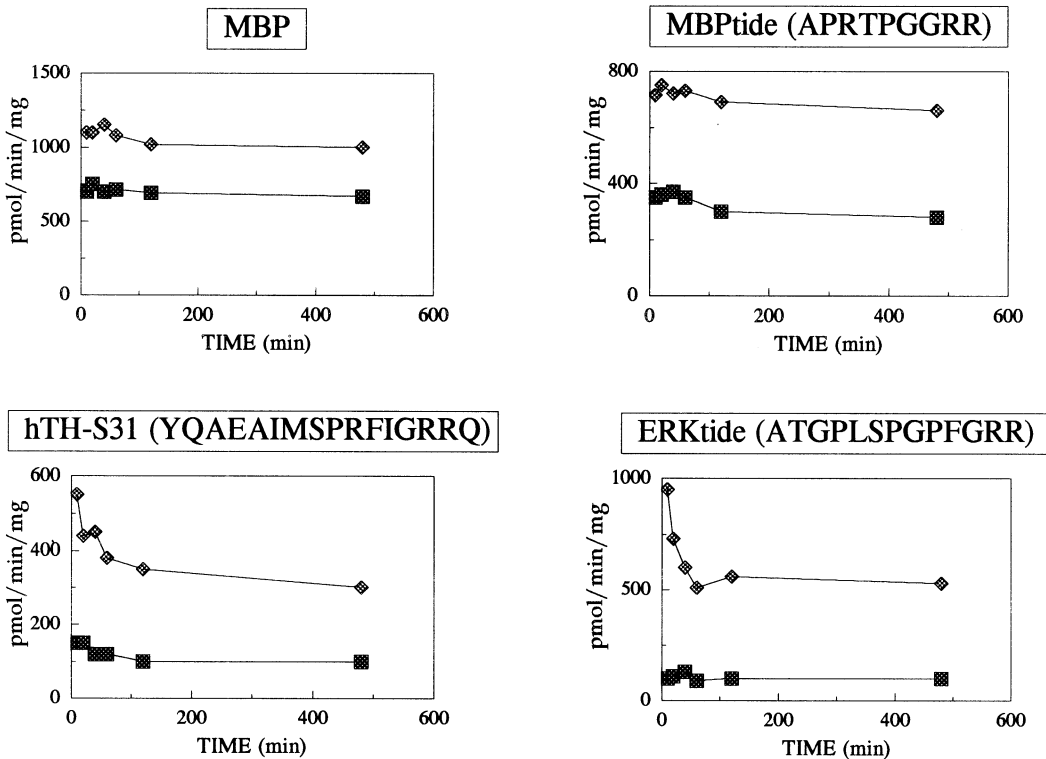 MBP
1500
1000
500
0
pmol/min/mg
0 200 400 600
TIME (min)
MBPtide (APRTPGGRR)
800
400
0
pmol/min/mg
0 200 400 600
TIME (min)
hTH-S31 (YQAEAIMSPRFIGRRQ)
600
400
200
0
pmol/min/mg
0 200 400 600
TIME (min)
ERKtide (ATGPLSPGPFGRR)
1000
500
0
pmol/min/mg
0 200 400 600
TIME (min)